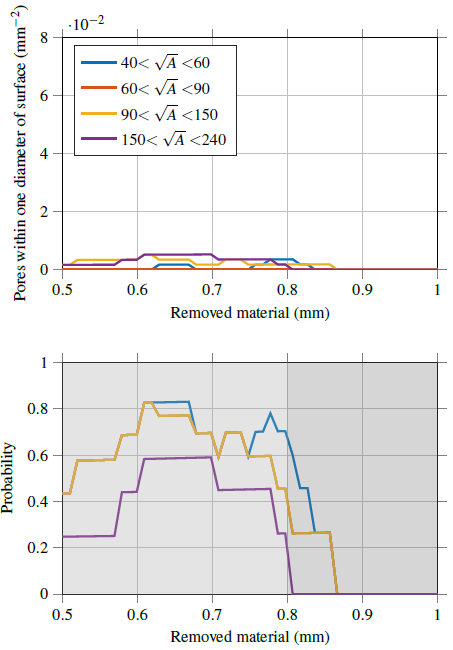 ·10⁻²
Pores within one diameter of surface (mm⁻²)
8
6
4
2
0
40< √A <60
60< √A <90
90< √A <150
150< √A <240
0.5 0.6 0.7 0.8 0.9 1
Removed material (mm)
Probability
1
0.8
0.6
0.4
0.2
0
0.5 0.6 0.7 0.8 0.9 1
Removed material (mm)